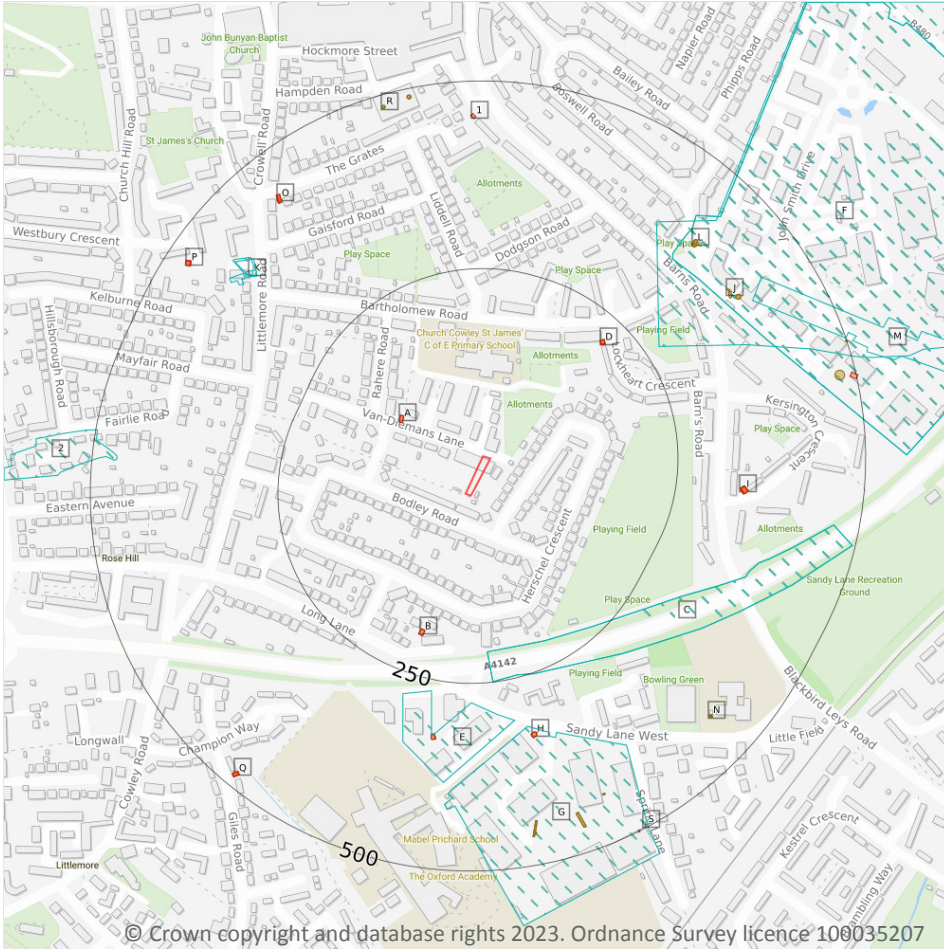 John Bunyan Baptist
Church
Hockmore Street
Napier Road
Phipps Road
B480
Bailey Road
Hampden Road
R
1
Boswell Road
Church Hill Road
St James's Church
Crowell Road
The Grates
Allotments
John Smith Drive
O
F
Gaisford Road
Liddell Road
Dodgson Road
Westbury Crescent
Play Space
L
Play Space
P
K
Play Space
Barns Road
J
Kelburne Road
Littlemore Road
Bartholomew Road
Hillsborough Road
Church Cowley St James'
C of E Primary School
D
Playing Field
M
Mayfair Road
Rahere Road
Allotments
Lockheart Crescent
Fairlie Road
A
Allotments
Barn's Road
Kersington Crescent
Van-Diemans Lane
Play Space
2
I
Eastern Avenue
Bodley Road
Playing Field
Allotments
Herschel Crescent
Rose Hill
Sandy Lane Recreation
Ground
Long Lane
Play Space
C
B
A4142
250
Playing Field
Bowling Green
Blackbird Leys Road
N
Longwall
Champion Way
E
H
Sandy Lane West
Little Field
Cowley Road
Q
Giles Road
G
Spring Lane
S
Kestrel Crescent
Mabel Prichard School
500
Littlemore
The Oxford Academy
ambling Way
© Crown copyright and database rights 2023. Ordnance Survey licence 100035207